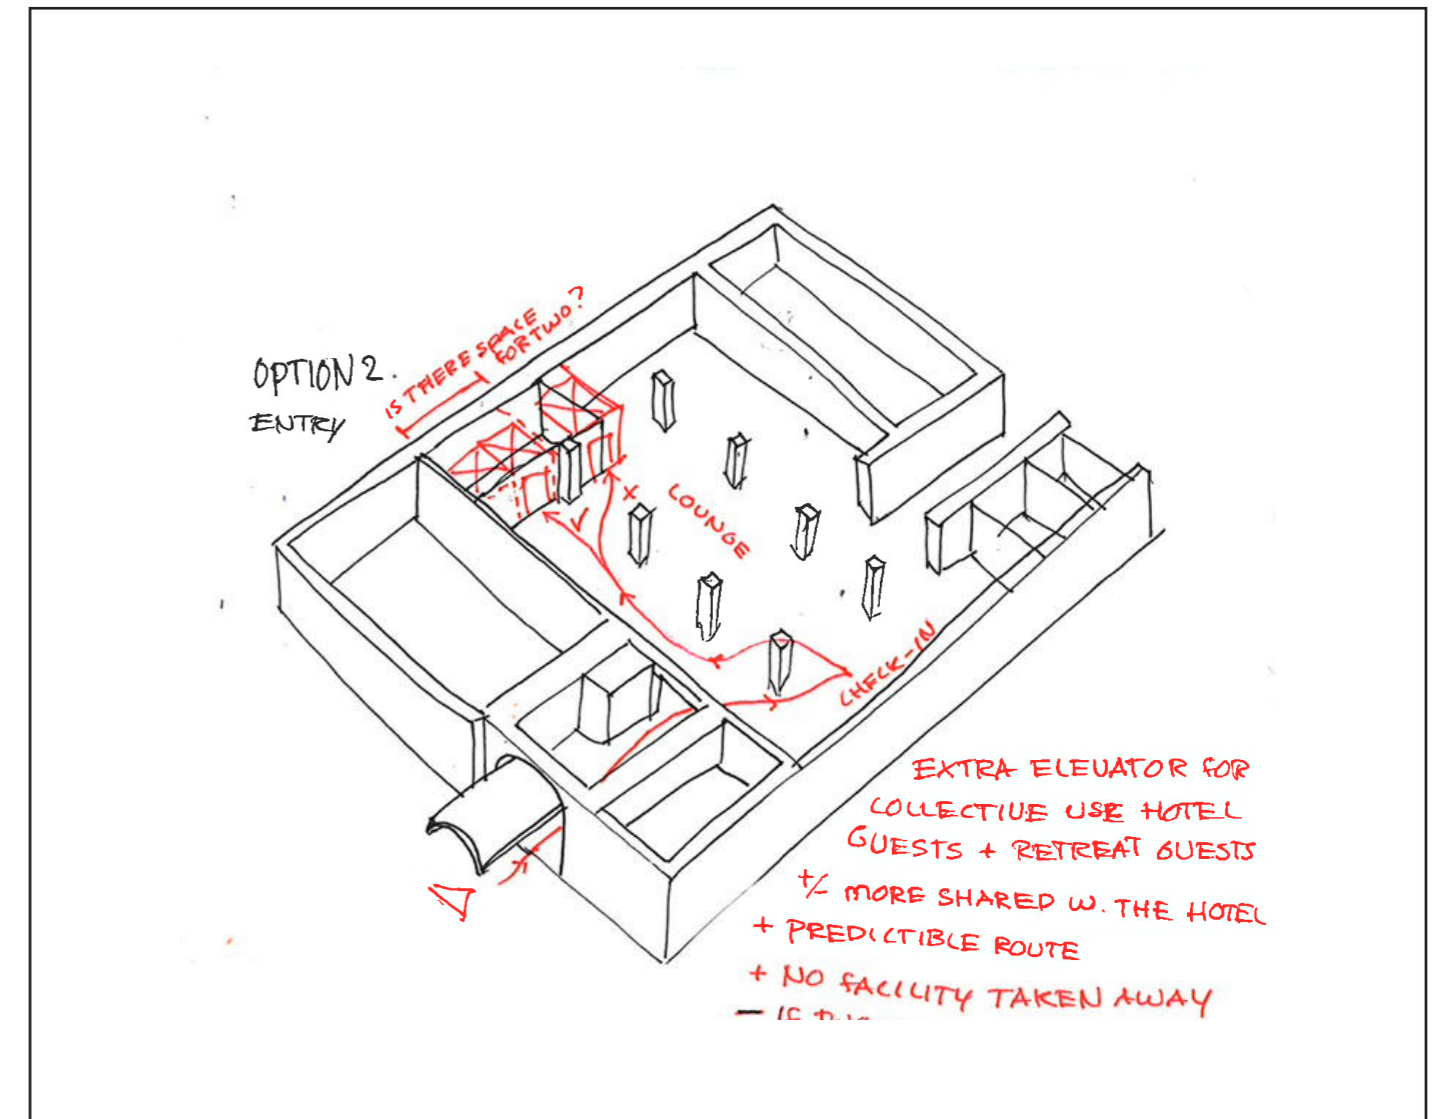 IS THERE SPACE
FOR TWO?
OPTION 2.
ENTRY
LOUNGE
CHECK-IN
EXTRA ELEVATOR FOR
COLLECTIVE USE HOTEL
GUESTS + RETREAT GUESTS
+/- MORE SHARED W. THE HOTEL
+ PREDICTIBLE ROUTE
+ NO FACILITY TAKEN AWAY
- IF